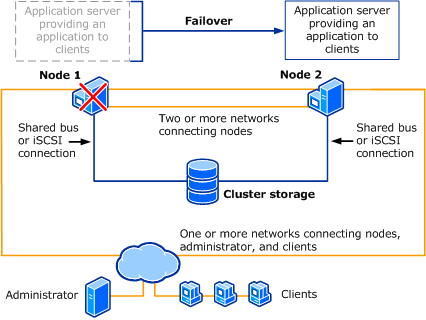 Application server
providing an
application to
clients
Failover
Application server
providing an
application to
clients
Node 1
Node 2
Two or more networks
connecting nodes
Shared bus
or iSCSI
connection
Shared bus
or iSCSI
connection
Cluster storage
One or more networks connecting nodes,
administrator, and clients
Administrator
Clients